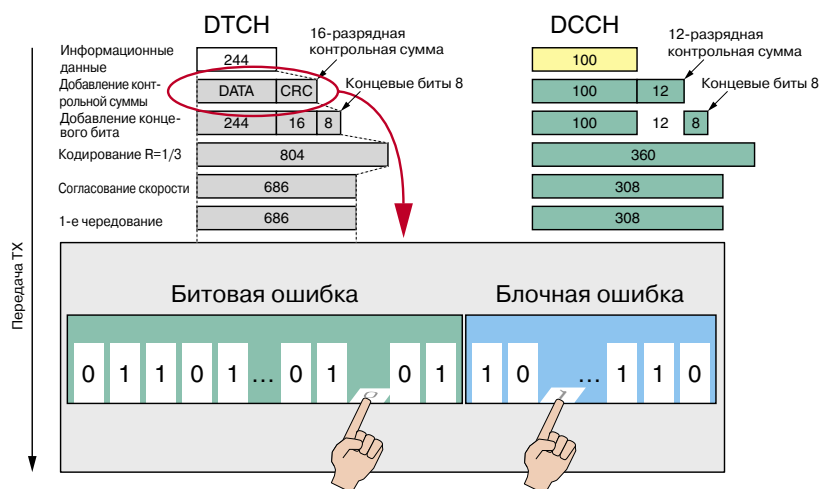 DTCH
DCCH
Информационные
данные
244
16-разрядная
контрольная сумма
100
12-разрядная
контрольная сумма
Добавление конт-
рольной суммы
DATA
CRC
Концевые биты 8
100
12
Концевые биты 8
Добавление конце-
вого бита
244
16
8
100
12
8
Кодирование R=1/3
804
360
Согласование скорости
686
308
1-е чередование
686
308
Передача TX
Битовая ошибка
Блочная ошибка
0 1 1 0 1 ... 0 1 0 0 1
1 0 1 ... 1 1 0